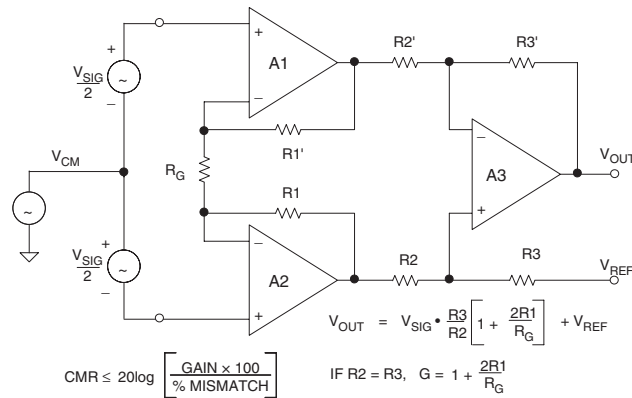 +
V_SIG
2
~
−
V_CM
~
+
V_SIG
2
~
−
+
A1
−
R1'
R_G
R1
−
A2
+
R2'
R3'
−
A3
+
V_OUT
R2
R3
V_REF
V_OUT = V_SIG • R3/R2 [1 + 2R1/R_G] + V_REF
CMR ≤ 20log [GAIN × 100 / % MISMATCH]
IF R2 = R3, G = 1 + 2R1/R_G